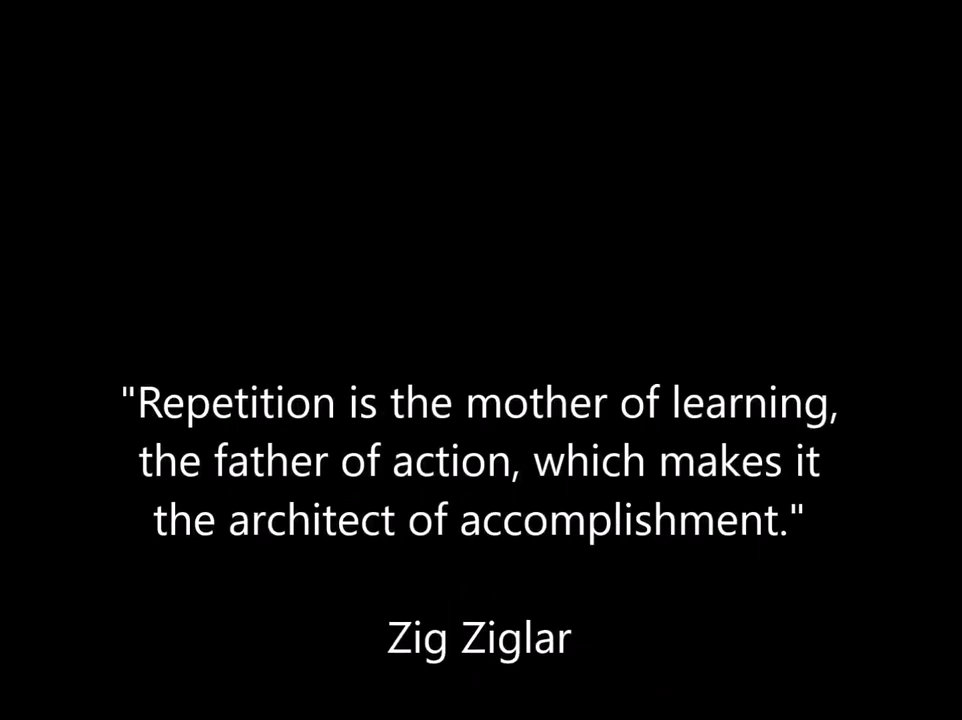 "Repetition is the mother of learning,
the father of action, which makes it
the architect of accomplishment."
Zig Ziglar